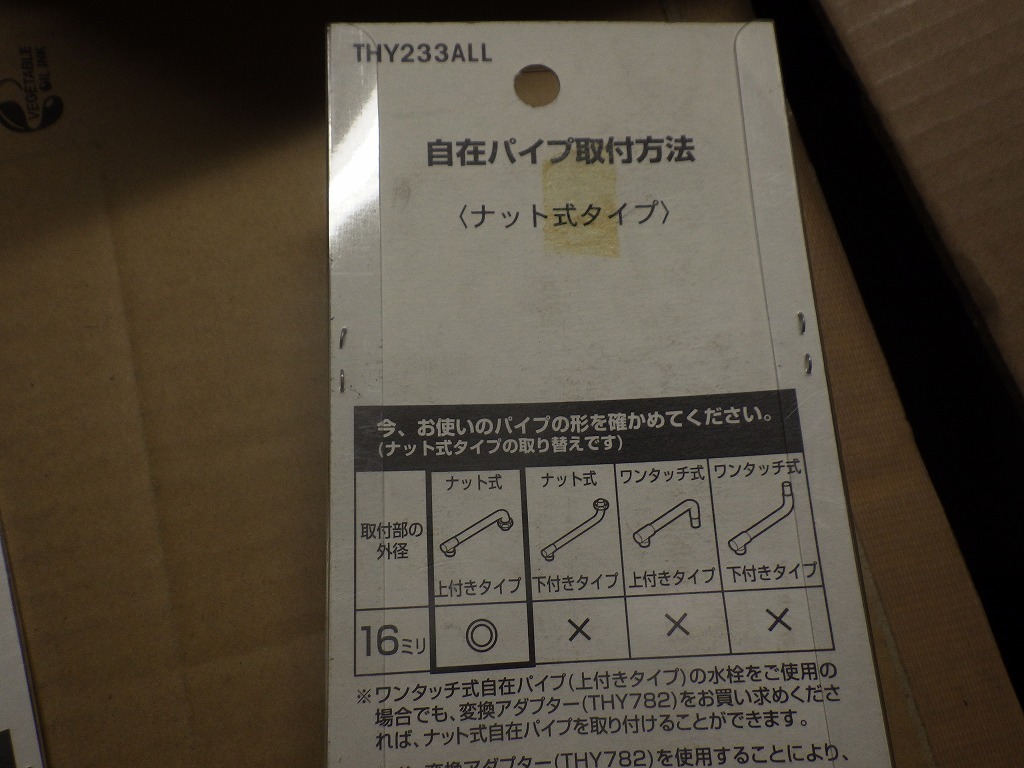 VEGETABLE
OIL INK
THY233ALL
自在パイプ取付方法
〈ナット式タイプ〉
今、お使いのパイプの形を確かめてください。
(ナット式タイプの取り替えです)
取付部の
外径
ナット式
上付きタイプ
ナット式
下付きタイプ
ワンタッチ式
上付きタイプ
ワンタッチ式
下付きタイプ
16ミリ ◎ × × ×
※ワンタッチ式自在パイプ(上付きタイプ)の水栓をご使用の
場合でも、変換アダプター(THY782)をお買い求めくださ
れば、ナット式自在パイプを取り付けることができます。
変換アダプター(THY782)を使用することにより、